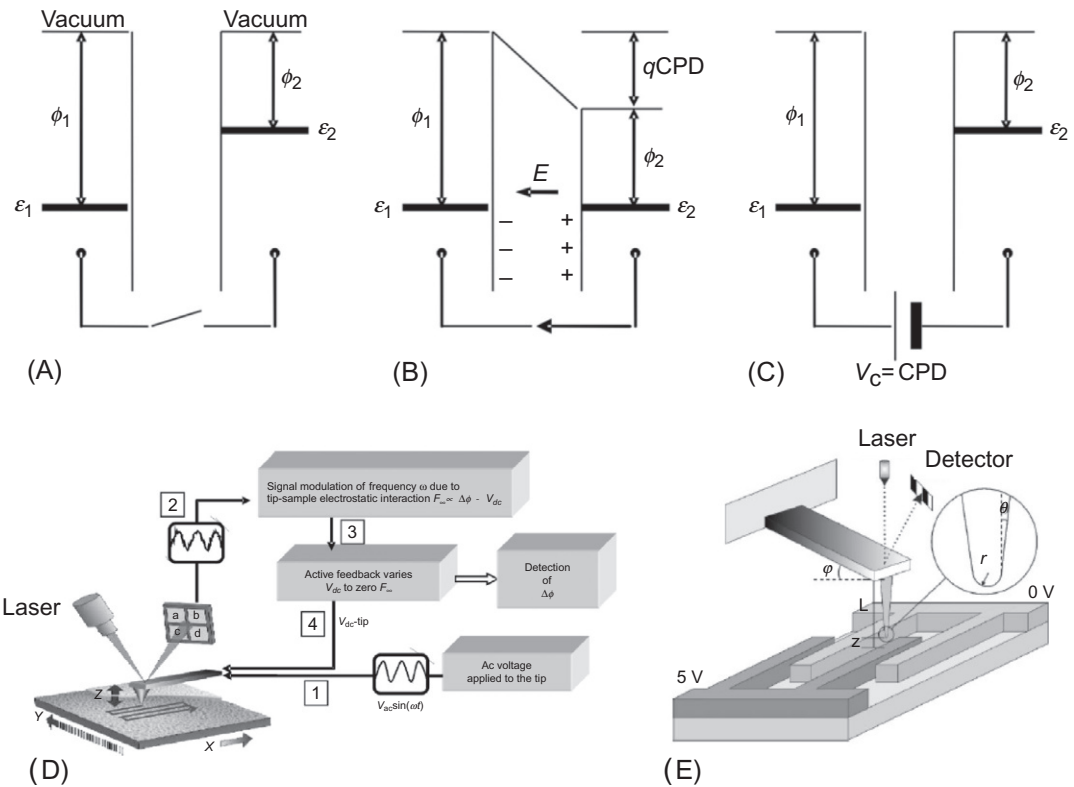 Vacuum
Vacuum
ϕ1
ϕ2
ε1
ε2
(A)
ϕ1
qCPD
ϕ2
E
ε1
ε2
– +
– +
– +
(B)
ϕ1
ϕ2
ε1
ε2
Vc= CPD
(C)
2
Signal modulation of frequency ω due to
tip-sample electrostatic interaction F∞ ∝ Δϕ - Vdc
3
Active feedback varies
Vdc to zero F∞
Detection
of
Δϕ
Laser
a b
c d
4
Vdc-tip
1
Vacsin(ωt)
Ac voltage
applied to the tip
Z
Y
X
(D)
Laser
Detector
θ
r
φ
L
z
0 V
5 V
(E)